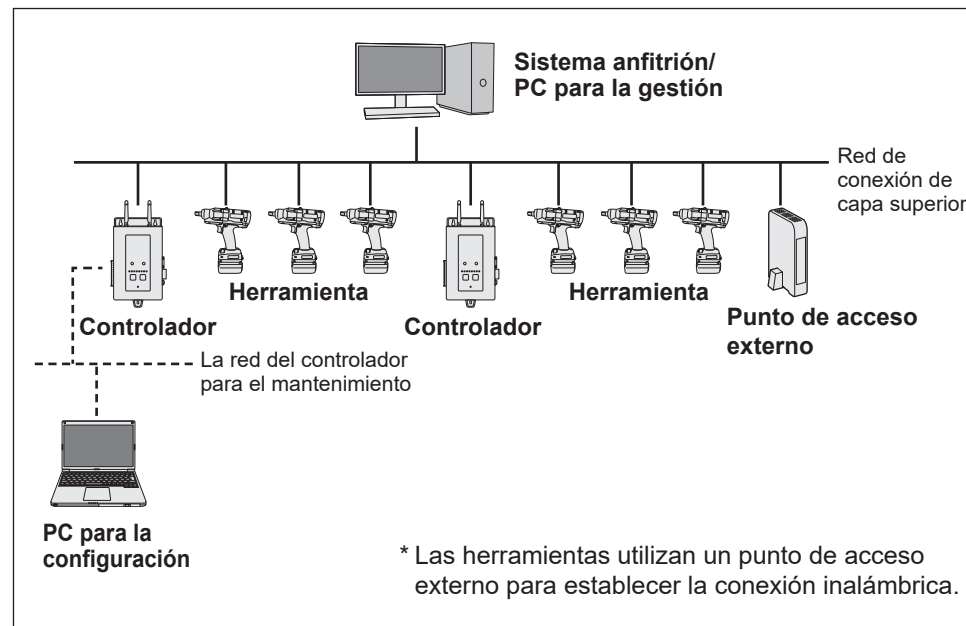 Sistema anfitrión/
PC para la gestión
Red de
conexión de
capa superior
Herramienta
Herramienta
Controlador
Controlador
Punto de acceso
externo
La red del controlador
para el mantenimiento
PC para la
configuración
* Las herramientas utilizan un punto de acceso
externo para establecer la conexión inalámbrica.